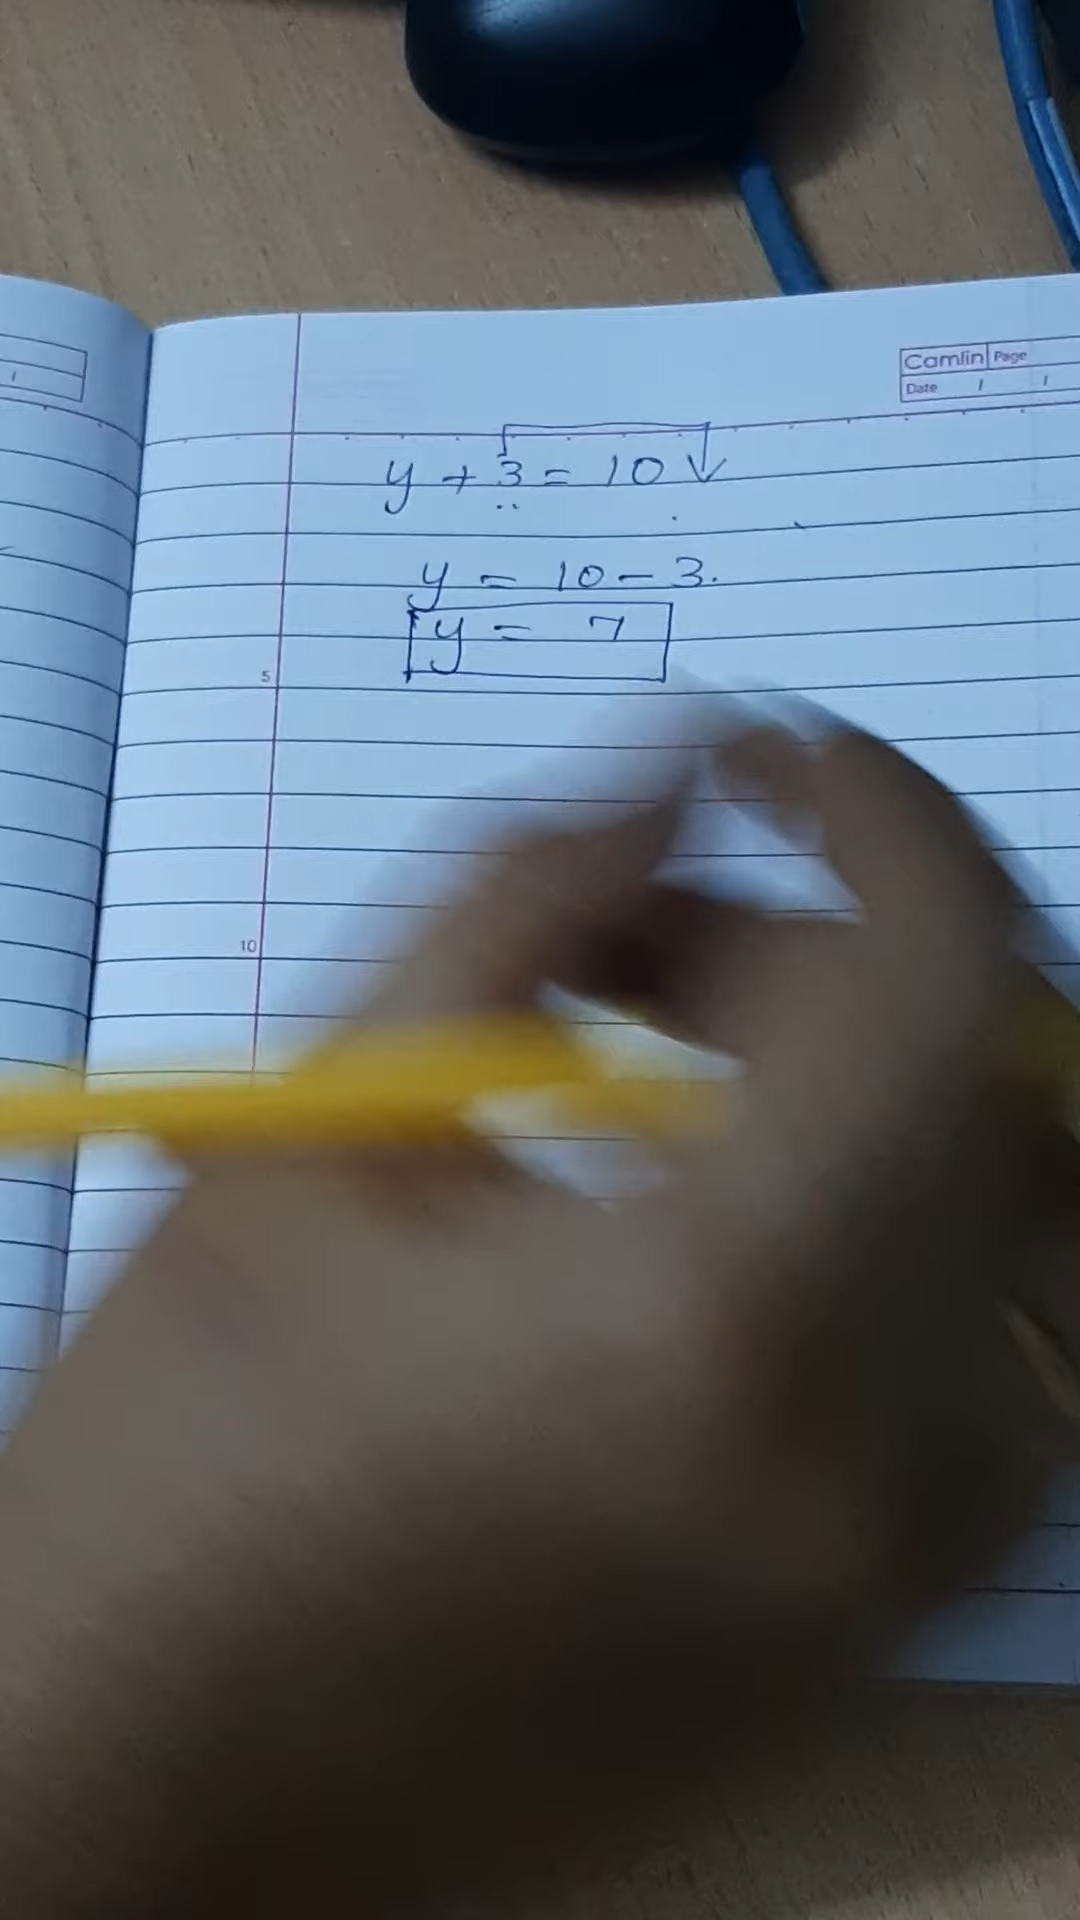 Camlin Page
Date / /
y + 3 = 10
y = 10 - 3.
y = 7
5
10